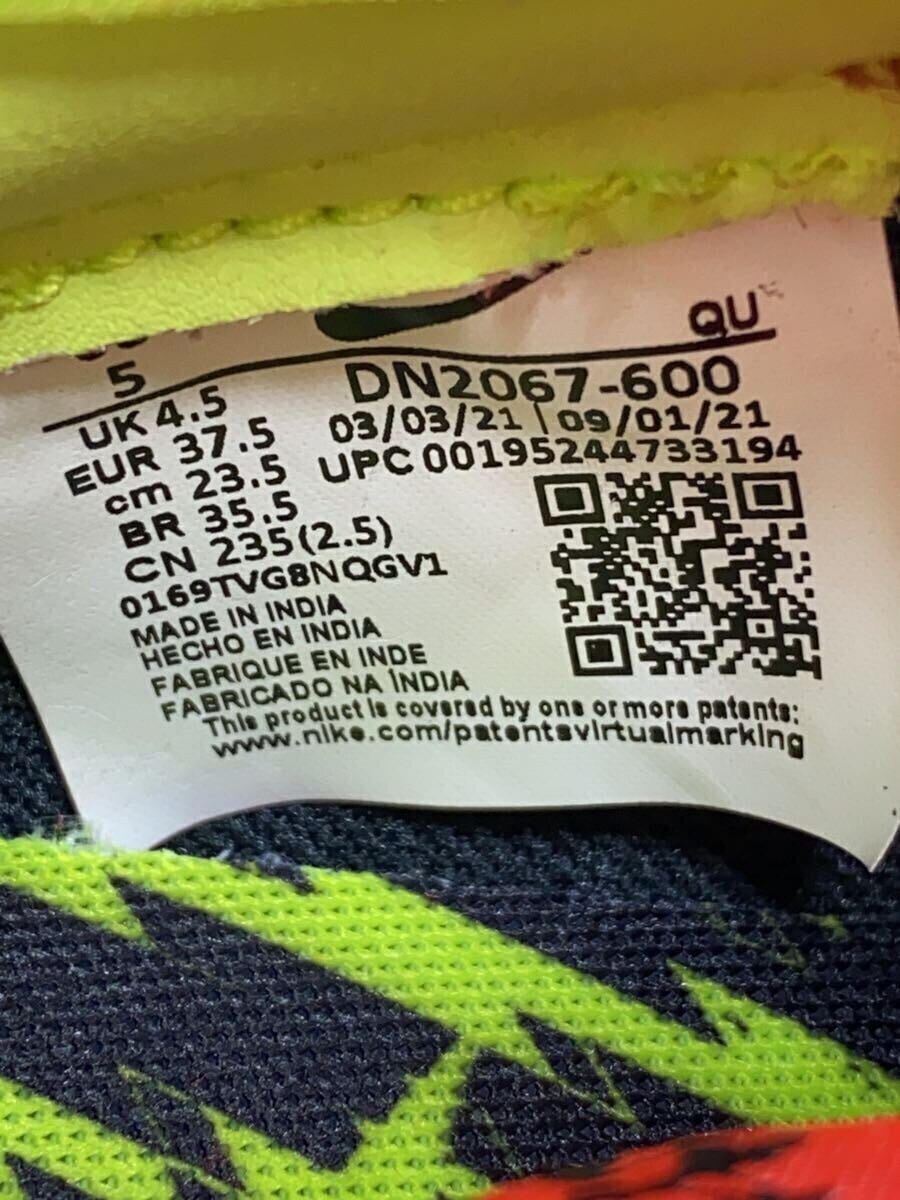 QU
5
DN2067-600
UK 4.5
03/03/21 | 09/01/21
EUR 37.5
UPC 00195244733194
cm 23.5
BR 35.5
CN 235(2.5)
0169TVG8NQGV1
MADE IN INDIA
HECHO EN INDIA
FABRIQUE EN INDE
FABRICADO NA ÍNDIA
This product is covered by one or more patents:
www.nike.com/patentsvirtualmarking